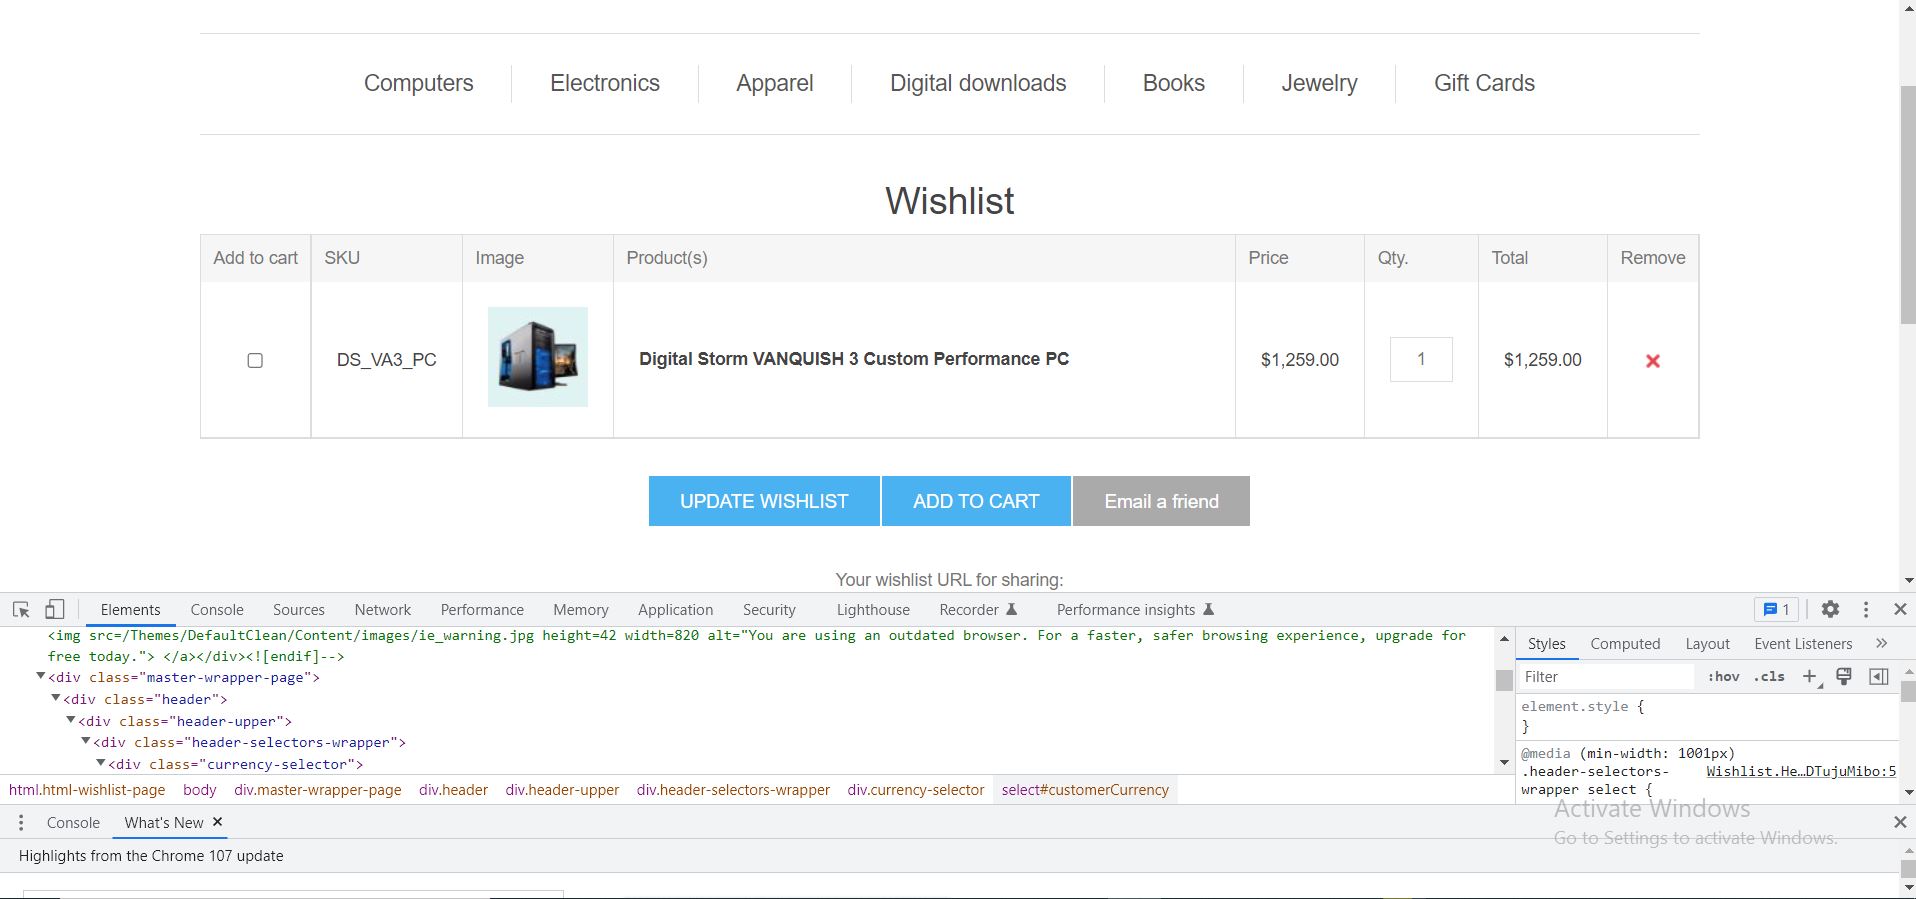 Computers Electronics Apparel Digital downloads Books Jewelry Gift Cards
Wishlist
Add to cart SKU Image Product(s) Price Qty. Total Remove
DS_VA3_PC Digital Storm VANQUISH 3 Custom Performance PC $1,259.00 1 $1,259.00
UPDATE WISHLIST ADD TO CART Email a friend
Your wishlist URL for sharing:
Elements Console Sources Network Performance Memory Application Security Lighthouse Recorder Performance insights 1
<img src=/Themes/DefaultClean/Content/images/ie_warning.jpg height=42 width=820 alt="You are using an outdated browser. For a faster, safer browsing experience, upgrade for
free today."> </a></div><![endif]-->
<div class="master-wrapper-page">
<div class="header">
<div class="header-upper">
<div class="header-selectors-wrapper">
<div class="currency-selector">
html.html-wishlist-page body div.master-wrapper-page div.header div.header-upper div.header-selectors-wrapper div.currency-selector select#customerCurrency
Styles Computed Layout Event Listeners »
Filter :hov .cls +
element.style {
}
@media (min-width: 1001px)
.header-selectors- Wishlist.He…DTujuMibo:5
wrapper select {
Console What's New
Activate Windows
Go to Settings to activate Windows.
Highlights from the Chrome 107 update